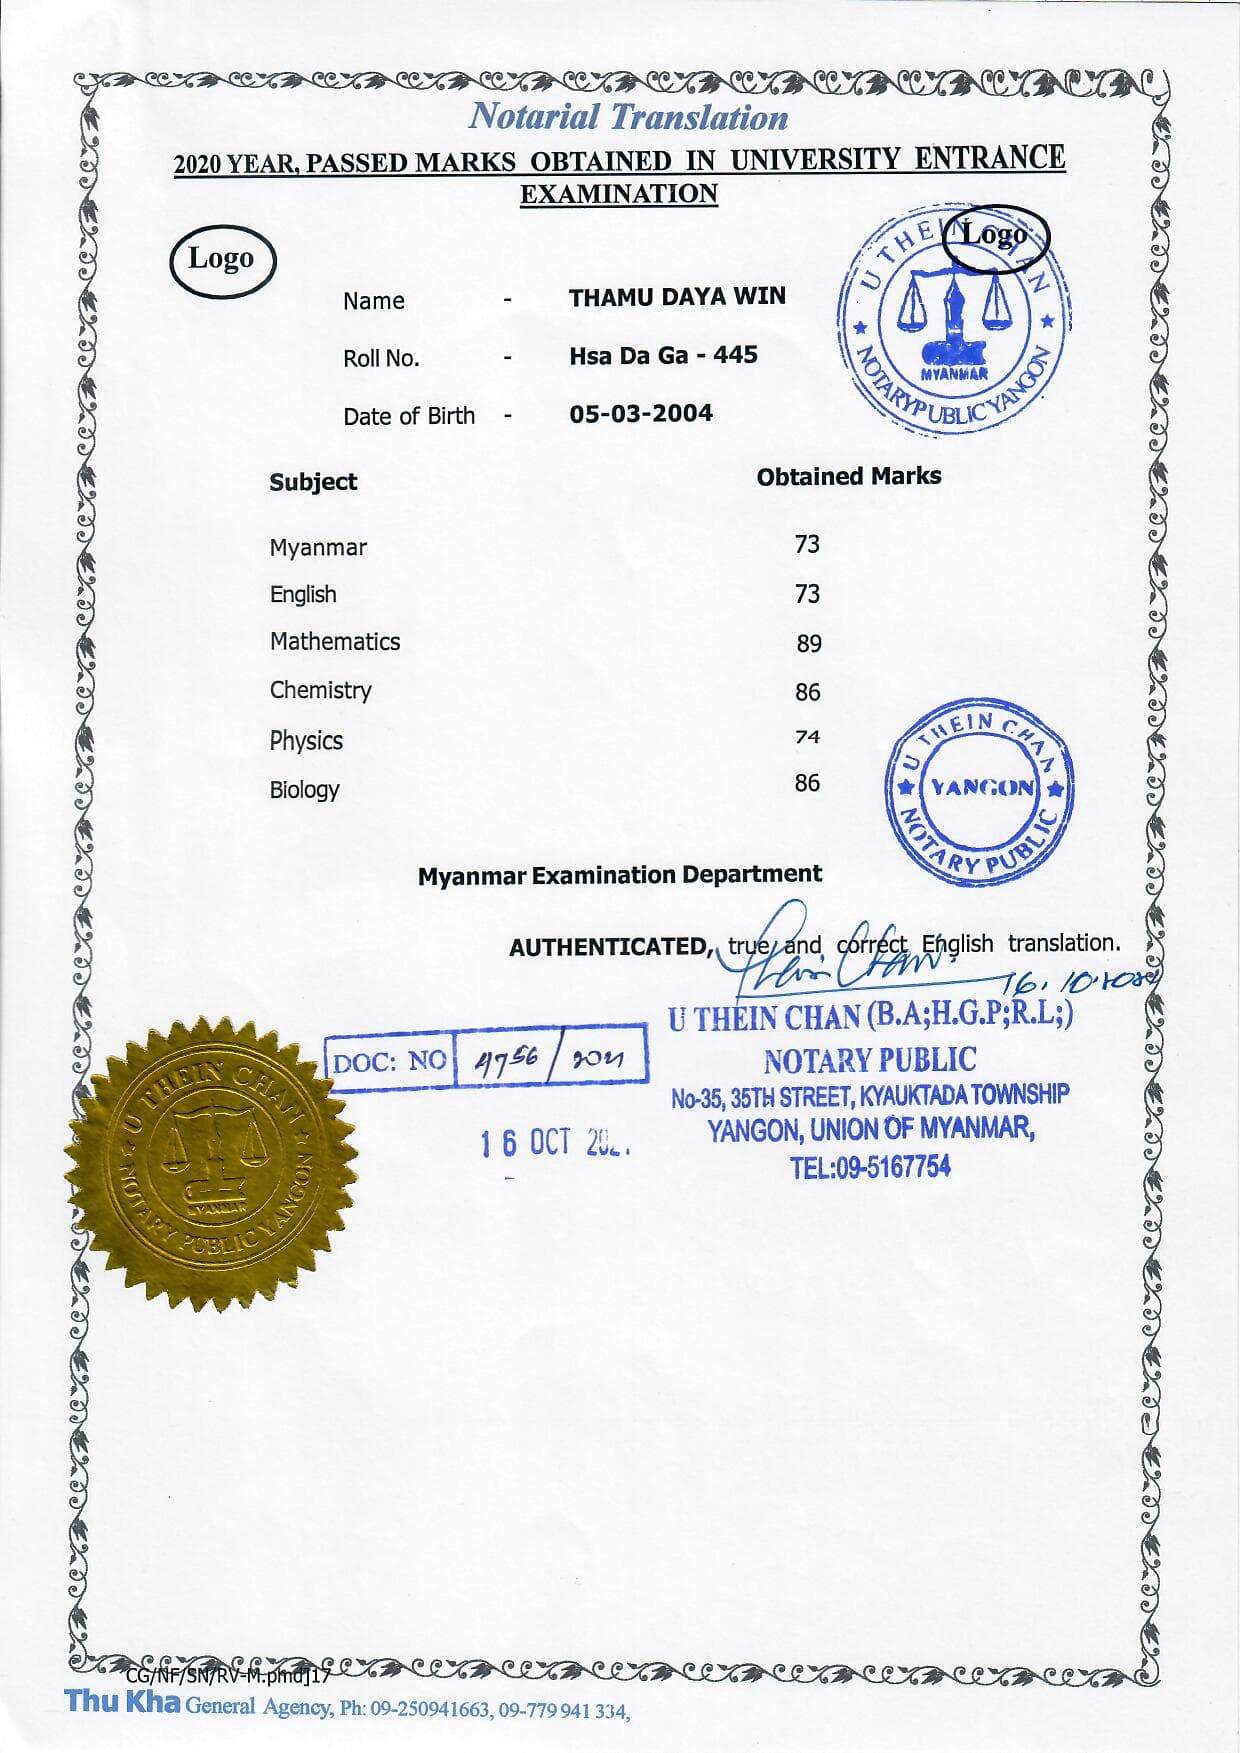 Notarial Translation
2020 YEAR, PASSED MARKS OBTAINED IN UNIVERSITY ENTRANCE
EXAMINATION
Logo
Logo
U THEIN CHAN
MYANMAR
NOTARY PUBLIC YANGON
Name - THAMU DAYA WIN
Roll No. - Hsa Da Ga - 445
Date of Birth - 05-03-2004
Subject Obtained Marks
Myanmar 73
English 73
Mathematics 89
Chemistry 86
Physics 74
Biology 86
U THEIN CHAN
YANGON
NOTARY PUBLIC
Myanmar Examination Department
AUTHENTICATED, true and correct English translation.
Thein Chan
U THEIN CHAN (B.A;H.G.P;R.L;)
NOTARY PUBLIC
No-35, 35TH STREET, KYAUKTADA TOWNSHIP
YANGON, UNION OF MYANMAR,
TEL:09-5167754
DOC: NO 4756/2021
16 OCT
U THEIN CHAN
MYANMAR
NOTARY PUBLIC YANGON
CG/NF/SN/RV-M.pmd]17
Thu Kha General Agency, Ph: 09-250941663, 09-779 941 334,